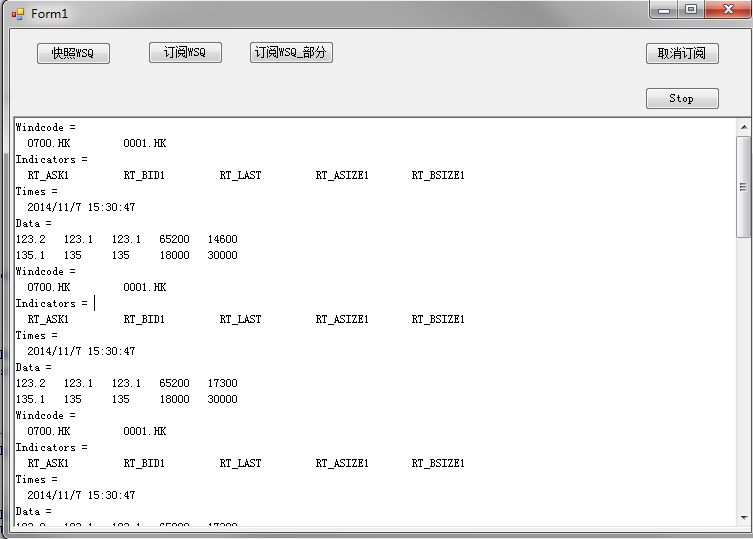 Form1
快照WSQ 订阅WSQ 订阅WSQ_部分 取消订阅
Stop
Windcode =
0700.HK 0001.HK
Indicators =
RT_ASK1 RT_BID1 RT_LAST RT_ASIZE1 RT_BSIZE1
Times =
2014/11/7 15:30:47
Data =
123.2 123.1 123.1 65200 14600
135.1 135 135 18000 30000
Windcode =
0700.HK 0001.HK
Indicators =
RT_ASK1 RT_BID1 RT_LAST RT_ASIZE1 RT_BSIZE1
Times =
2014/11/7 15:30:47
Data =
123.2 123.1 123.1 65200 17300
135.1 135 135 18000 30000
Windcode =
0700.HK 0001.HK
Indicators =
RT_ASK1 RT_BID1 RT_LAST RT_ASIZE1 RT_BSIZE1
Times =
2014/11/7 15:30:47
Data =